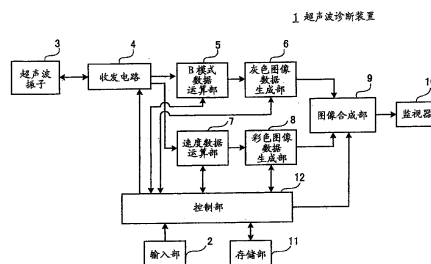 1 超声波诊断装置
3
4
5
6
9
10
超声波
振子
收发电路
B模式
数据
运算部
灰色图像
数据
生成部
图像合成部
监视器
7
8
速度数据
运算部
彩色图像
数据
生成部
12
控制部
输入部
2
存储部
11